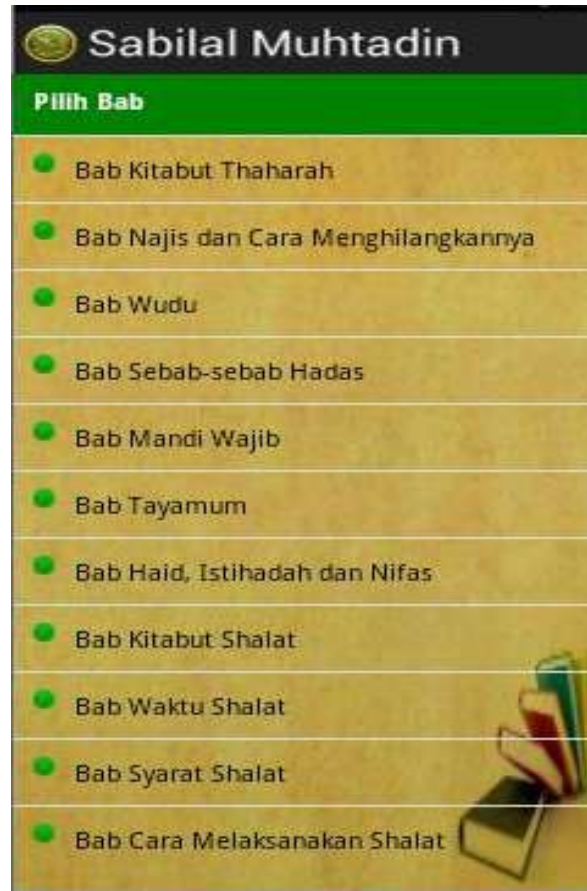 Sabilal Muhtadin
Pilih Bab
Bab Kitabut Thaharah
Bab Najis dan Cara Menghilangkannya
Bab Wudu
Bab Sebab-sebab Hadas
Bab Mandi Wajib
Bab Tayamum
Bab Haid, Istihadah dan Nifas
Bab Kitabut Shalat
Bab Waktu Shalat
Bab Syarat Shalat
Bab Cara Melaksanakan Shalat